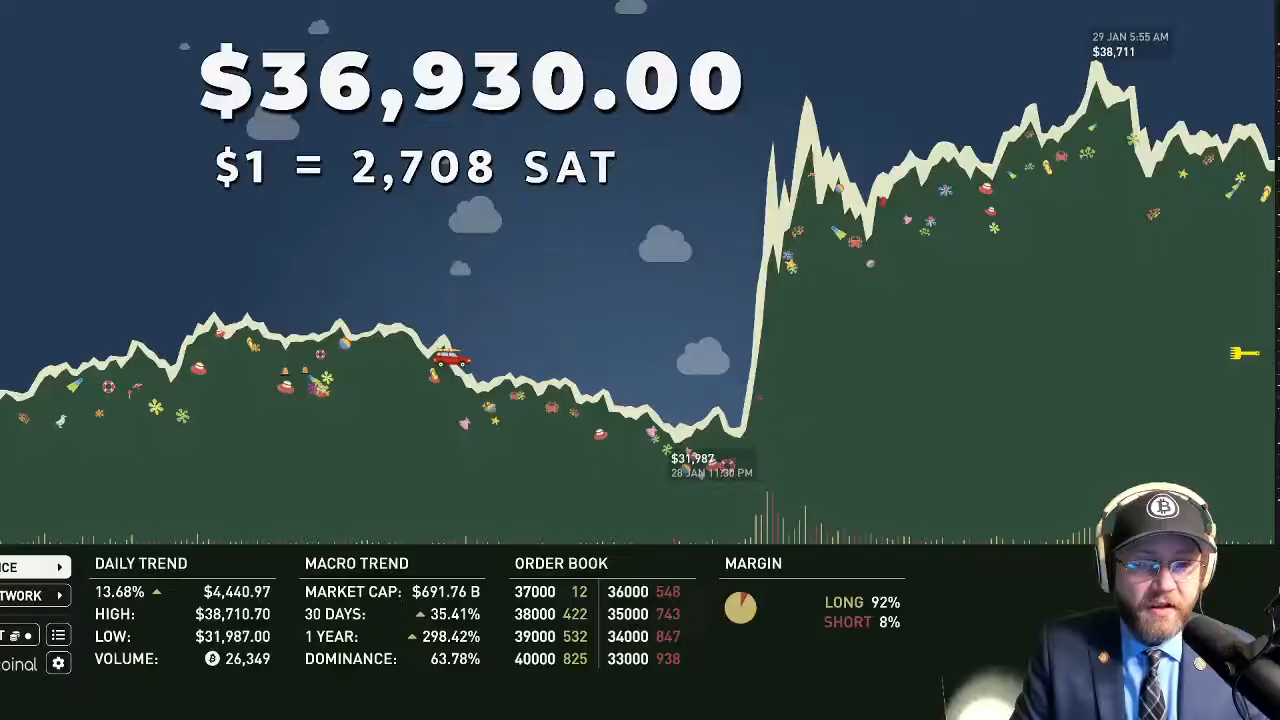 29 JAN 5:55 AM
$38,711
$36,930.00
$1 = 2,708 SAT
$31,987
28 JAN 11:30 PM
CE
TWORK
T
oinal
DAILY TREND
13.68% $4,440.97
HIGH: $38,710.70
LOW: $31,987.00
VOLUME: 26,349
MACRO TREND
MARKET CAP: $691.76 B
30 DAYS: 35.41%
1 YEAR: 298.42%
DOMINANCE: 63.78%
ORDER BOOK
37000 12 36000 548
38000 422 35000 743
39000 532 34000 847
40000 825 33000 938
MARGIN
LONG 92%
SHORT 8%